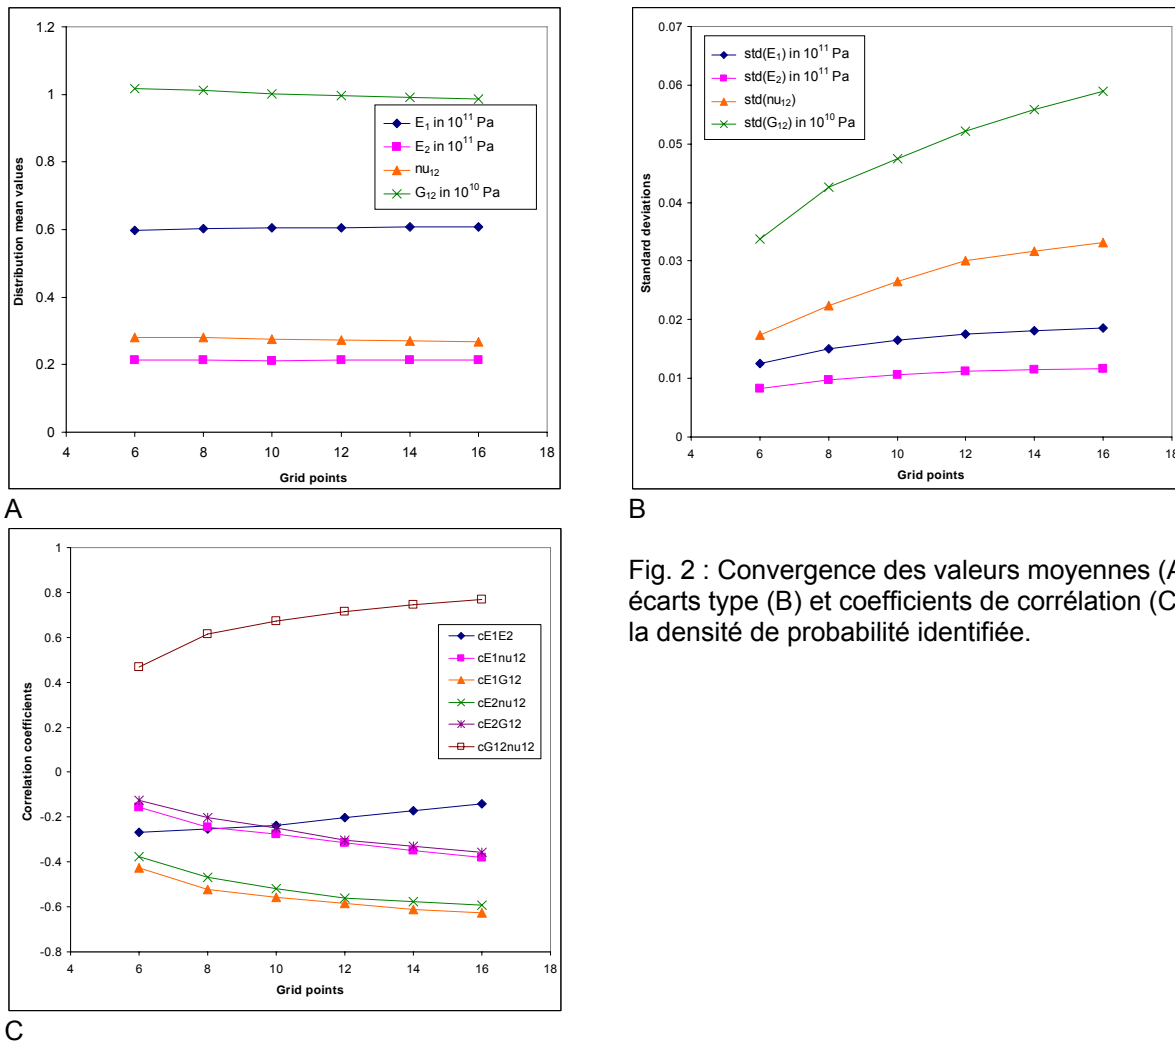 0
0.2
0.4
0.6
0.8
1
1.2
4 6 8 10 12 14 16 18
Grid points
Distribution mean values
E1 in 10^11 Pa
E2 in 10^11 Pa
nu12
G12 in 10^10 Pa
A
0
0.01
0.02
0.03
0.04
0.05
0.06
0.07
4 6 8 10 12 14 16 18
Grid points
Standard deviations
std(E1) in 10^11 Pa
std(E2) in 10^11 Pa
std(nu12)
std(G12) in 10^10 Pa
B
-0.8
-0.6
-0.4
-0.2
0
0.2
0.4
0.6
0.8
1
4 6 8 10 12 14 16 18
Grid points
Correlation coefficients
cE1E2
cE1nu12
cE1G12
cE2nu12
cE2G12
cG12nu12
C
Fig. 2 : Convergence des valeurs moyennes (A
écarts type (B) et coefficients de corrélation (C
la densité de probabilité identifiée.